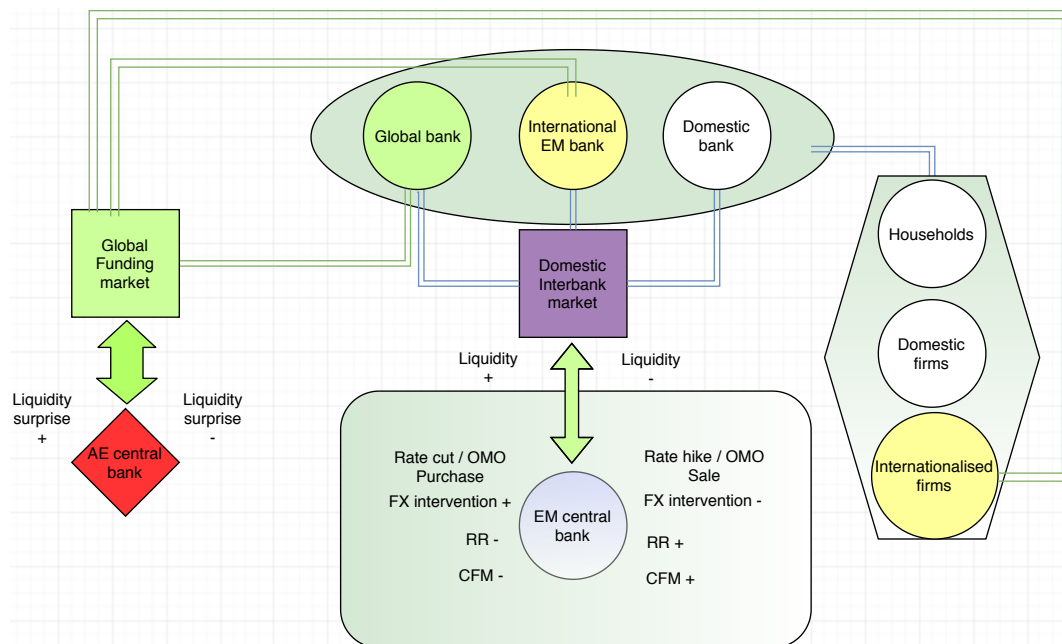 Global bank
International
EM bank
Domestic
bank
Global
Funding
market
Domestic
Interbank
market
Households
Domestic
firms
Internationalised
firms
Liquidity
surprise
+
Liquidity
surprise
-
AE central
bank
Liquidity
+
Liquidity
-
Rate cut / OMO
Purchase
FX intervention +
RR -
CFM -
EM central
bank
Rate hike / OMO
Sale
FX intervention -
RR +
CFM +